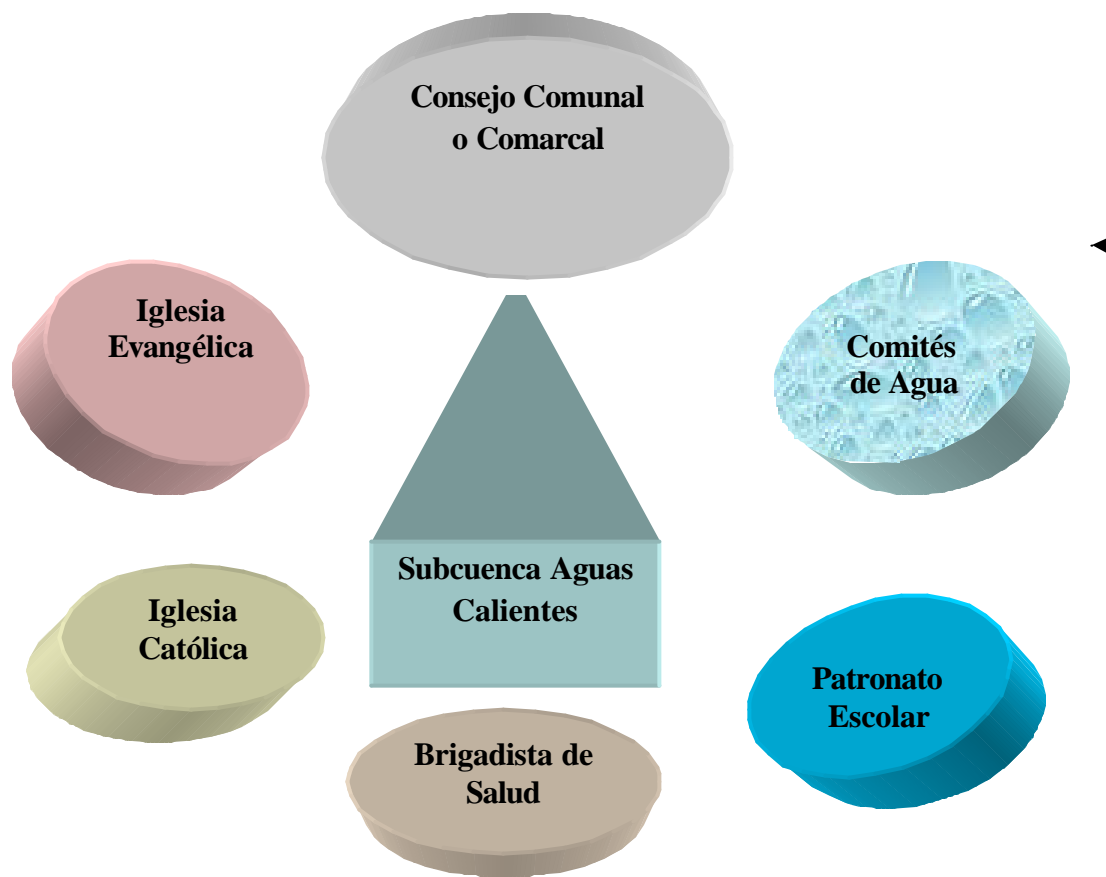 Consejo Comunal
o Comarcal
Iglesia
Evangélica
Comités
de Agua
Subcuenca Aguas
Calientes
Iglesia
Católica
Patronato
Escolar
Brigadista de
Salud